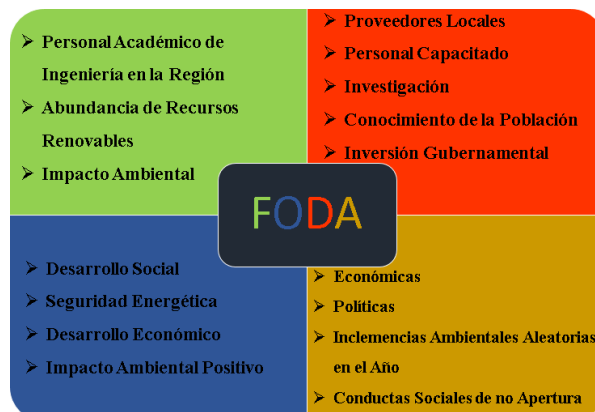 ➢ Personal Académico de
Ingeniería en la Región
➢ Abundancia de Recursos
Renovables
➢ Impacto Ambiental
➢ Proveedores Locales
➢ Personal Capacitado
➢ Investigación
➢ Conocimiento de la Población
➢ Inversión Gubernamental
FODA
➢ Desarrollo Social
➢ Seguridad Energética
➢ Desarrollo Económico
➢ Impacto Ambiental Positivo
➢ Económicas
➢ Políticas
➢ Inclemencias Ambientales Aleatorias
en el Año
➢ Conductas Sociales de no Apertura